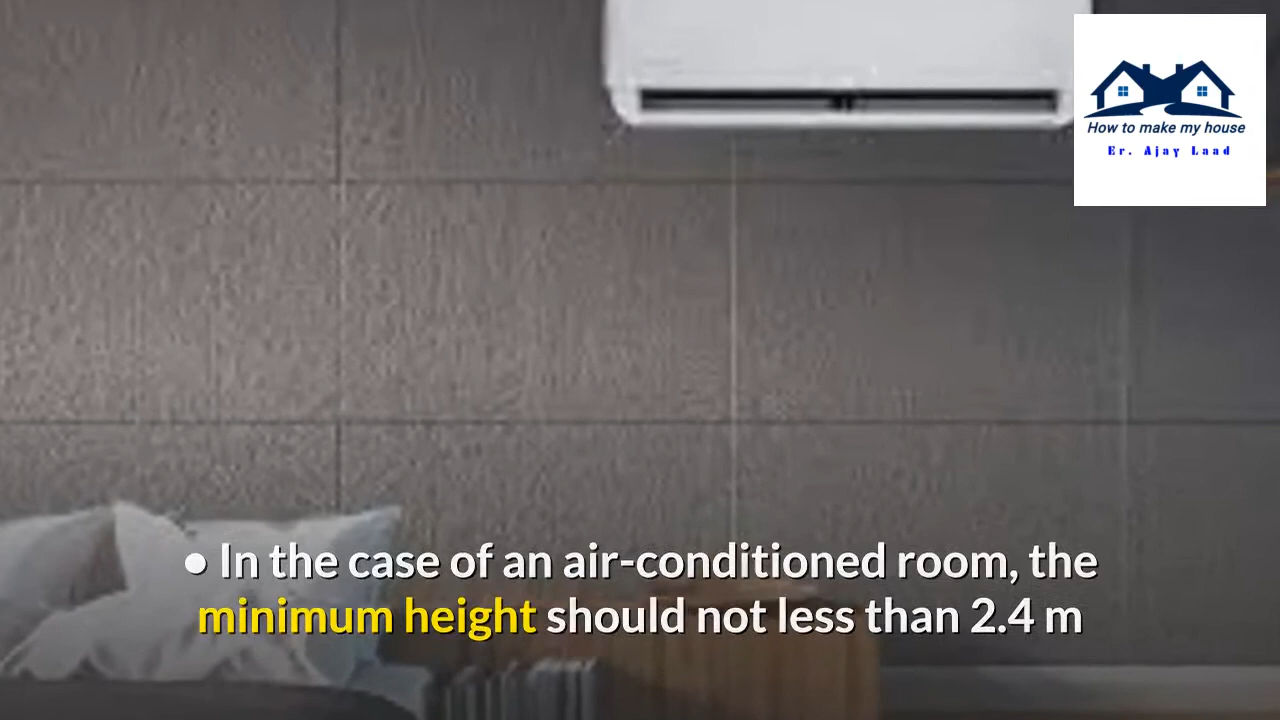 How to make my house
Er. Ajay Laad
● In the case of an air-conditioned room, the
minimum height should not less than 2.4 m